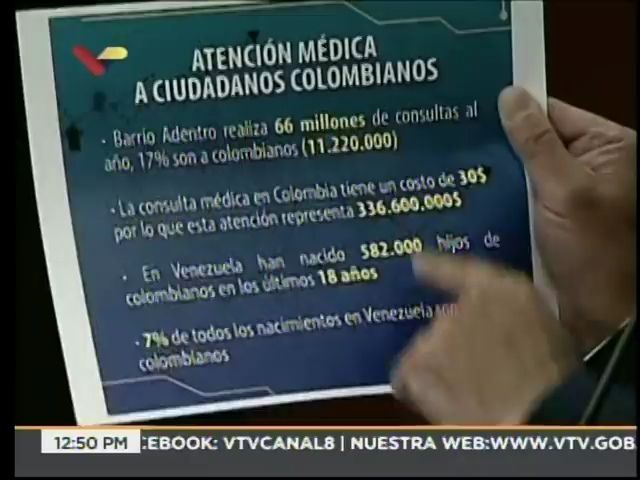 ATENCIÓN MÉDICA
A CIUDADANOS COLOMBIANOS
· Barrio Adentro realiza 66 millones de consultas al
año, 17% son a colombianos (11.220.000)
· La consulta médica en Colombia tiene un costo de 30$
por lo que esta atención representa 336.600.000$
· En Venezuela han nacido 582.000 hijos de
colombianos en los últimos 18 años
· 7% de todos los nacimientos en Venezuela son
colombianos
12:50 PM CEBOOK: VTVCANAL8 | NUESTRA WEB:WWW.VTV.GOB